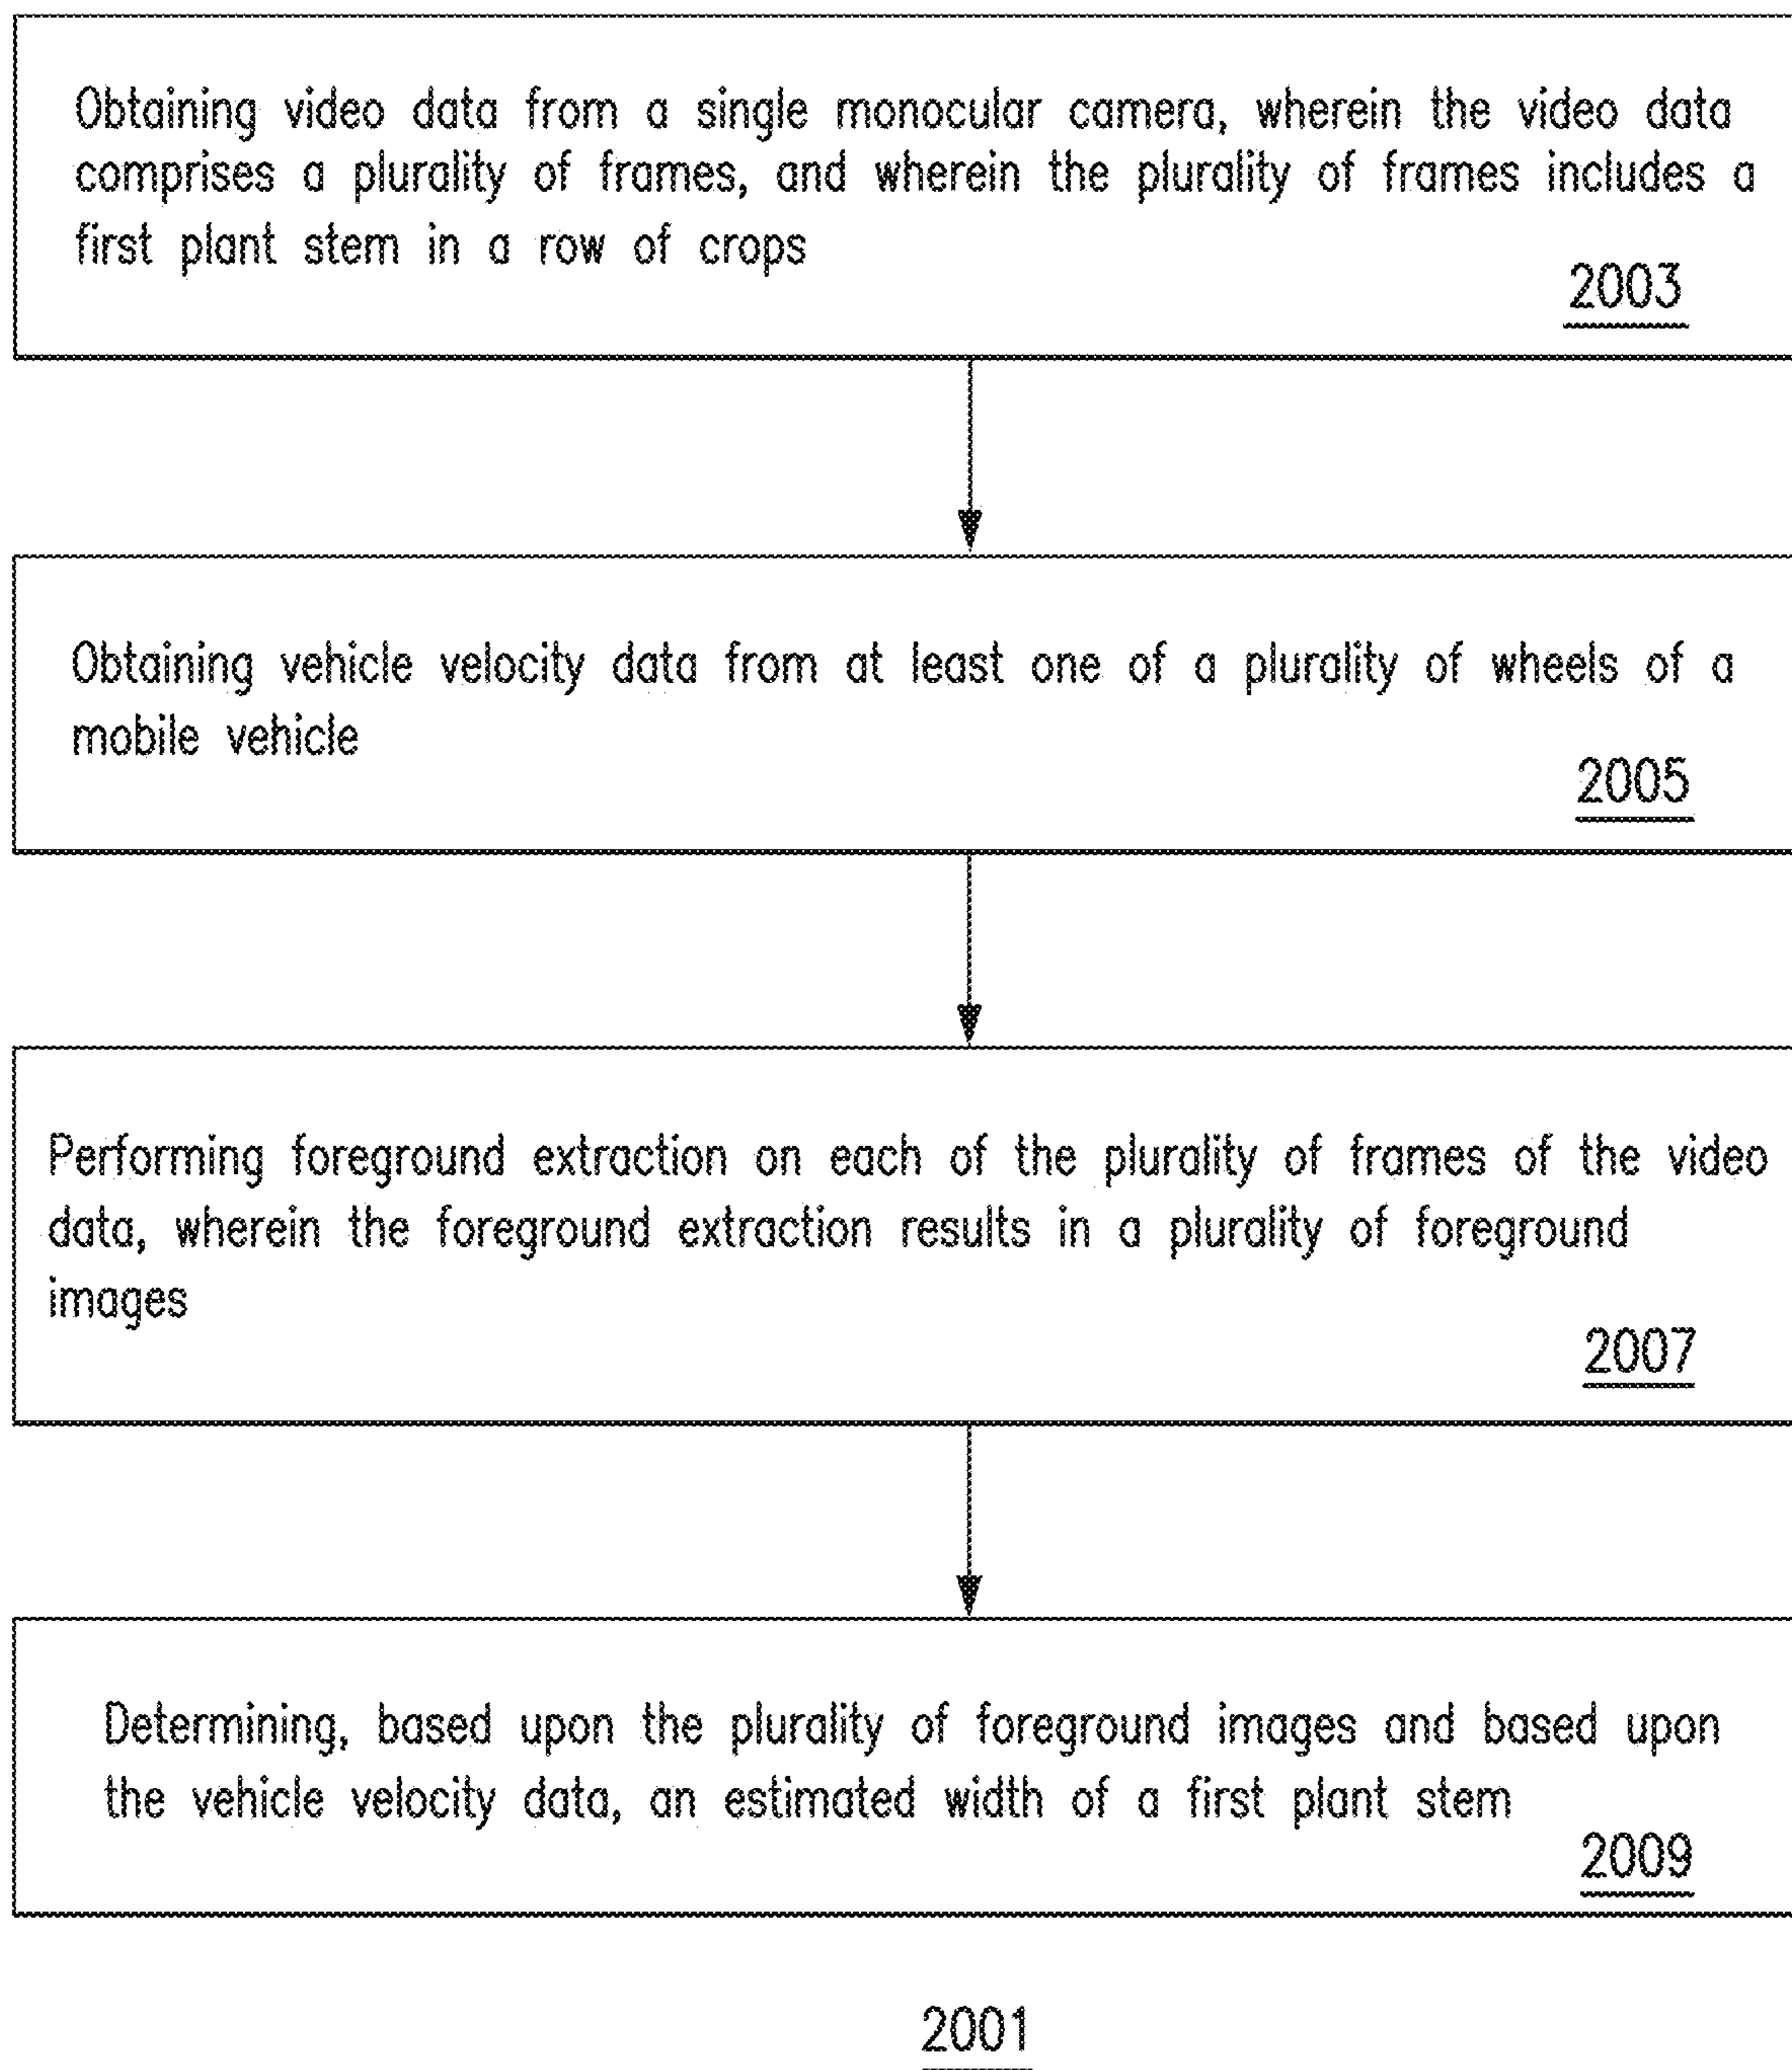 Obtaining video data from a single monocular camera, wherein the video data
comprises a plurality of frames, and wherein the plurality of frames includes a
first plant stem in a row of crops
2003
Obtaining vehicle velocity data from at least one of a plurality of wheels of a
mobile vehicle
2005
Performing foreground extraction on each of the plurality of frames of the video
data, wherein the foreground extraction results in a plurality of foreground
images
2007
Determining, based upon the plurality of foreground images and based upon
the vehicle velocity data, an estimated width of a first plant stem
2009
2001